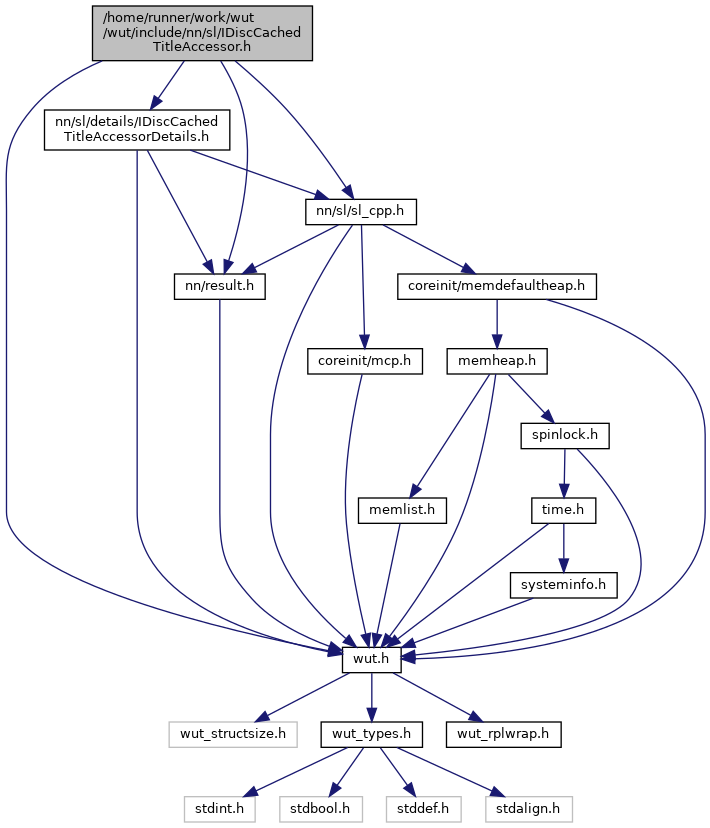 /home/runner/work/wut
/wut/include/nn/sl/IDiscCached
TitleAccessor.h
nn/sl/details/IDiscCached
TitleAccessorDetails.h
nn/sl/sl_cpp.h
nn/result.h
coreinit/memdefaultheap.h
coreinit/mcp.h
memheap.h
spinlock.h
memlist.h
time.h
systeminfo.h
wut.h
wut_structsize.h
wut_types.h
wut_rplwrap.h
stdint.h
stdbool.h
stddef.h
stdalign.h